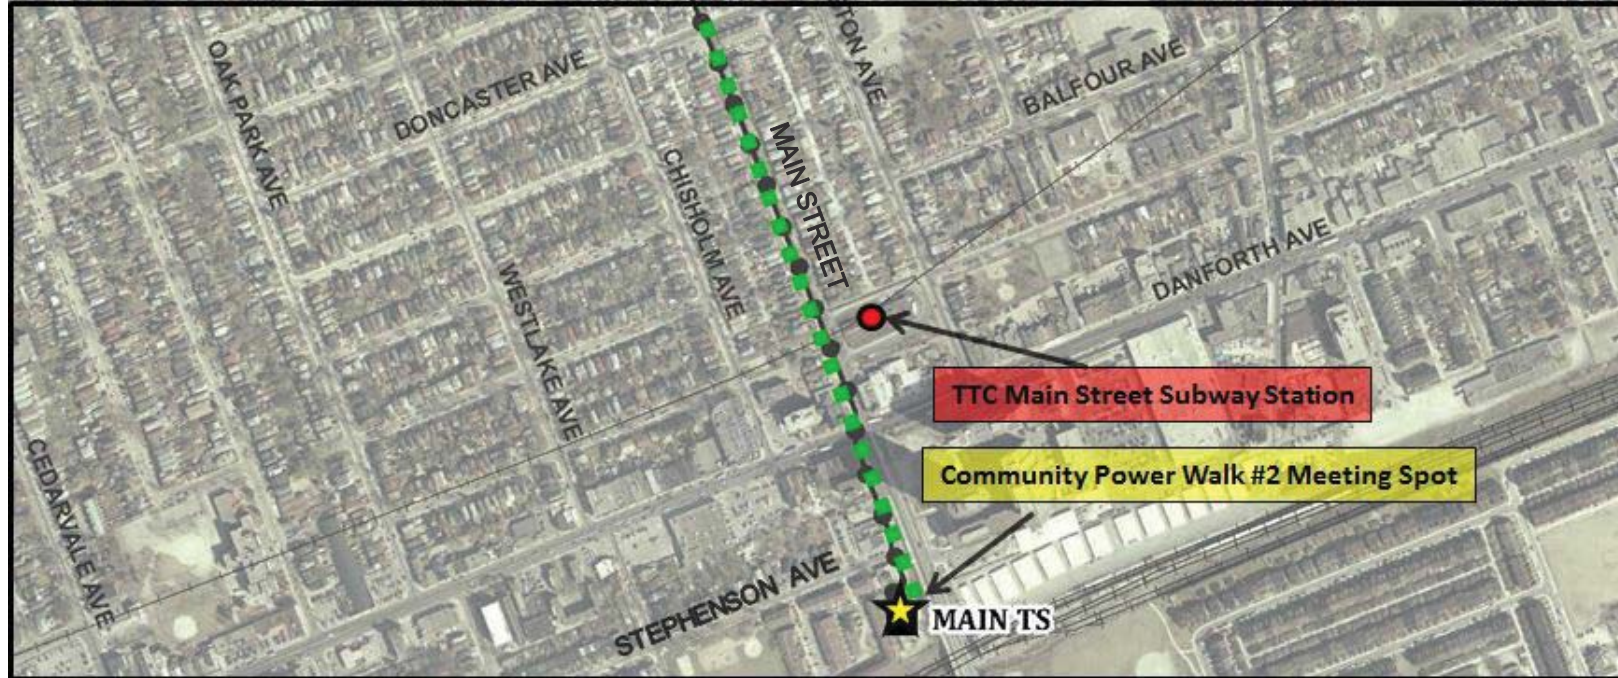 OAK PARK AVE
DONCASTER AVE
TON AVE
BALFOUR AVE
MAIN STREET
CHISHOLM AVE
WESTLAKE AVE
DANFORTH AVE
TTC Main Street Subway Station
Community Power Walk #2 Meeting Spot
CEDARVALE AVE
STEPHENSON AVE
MAIN TS